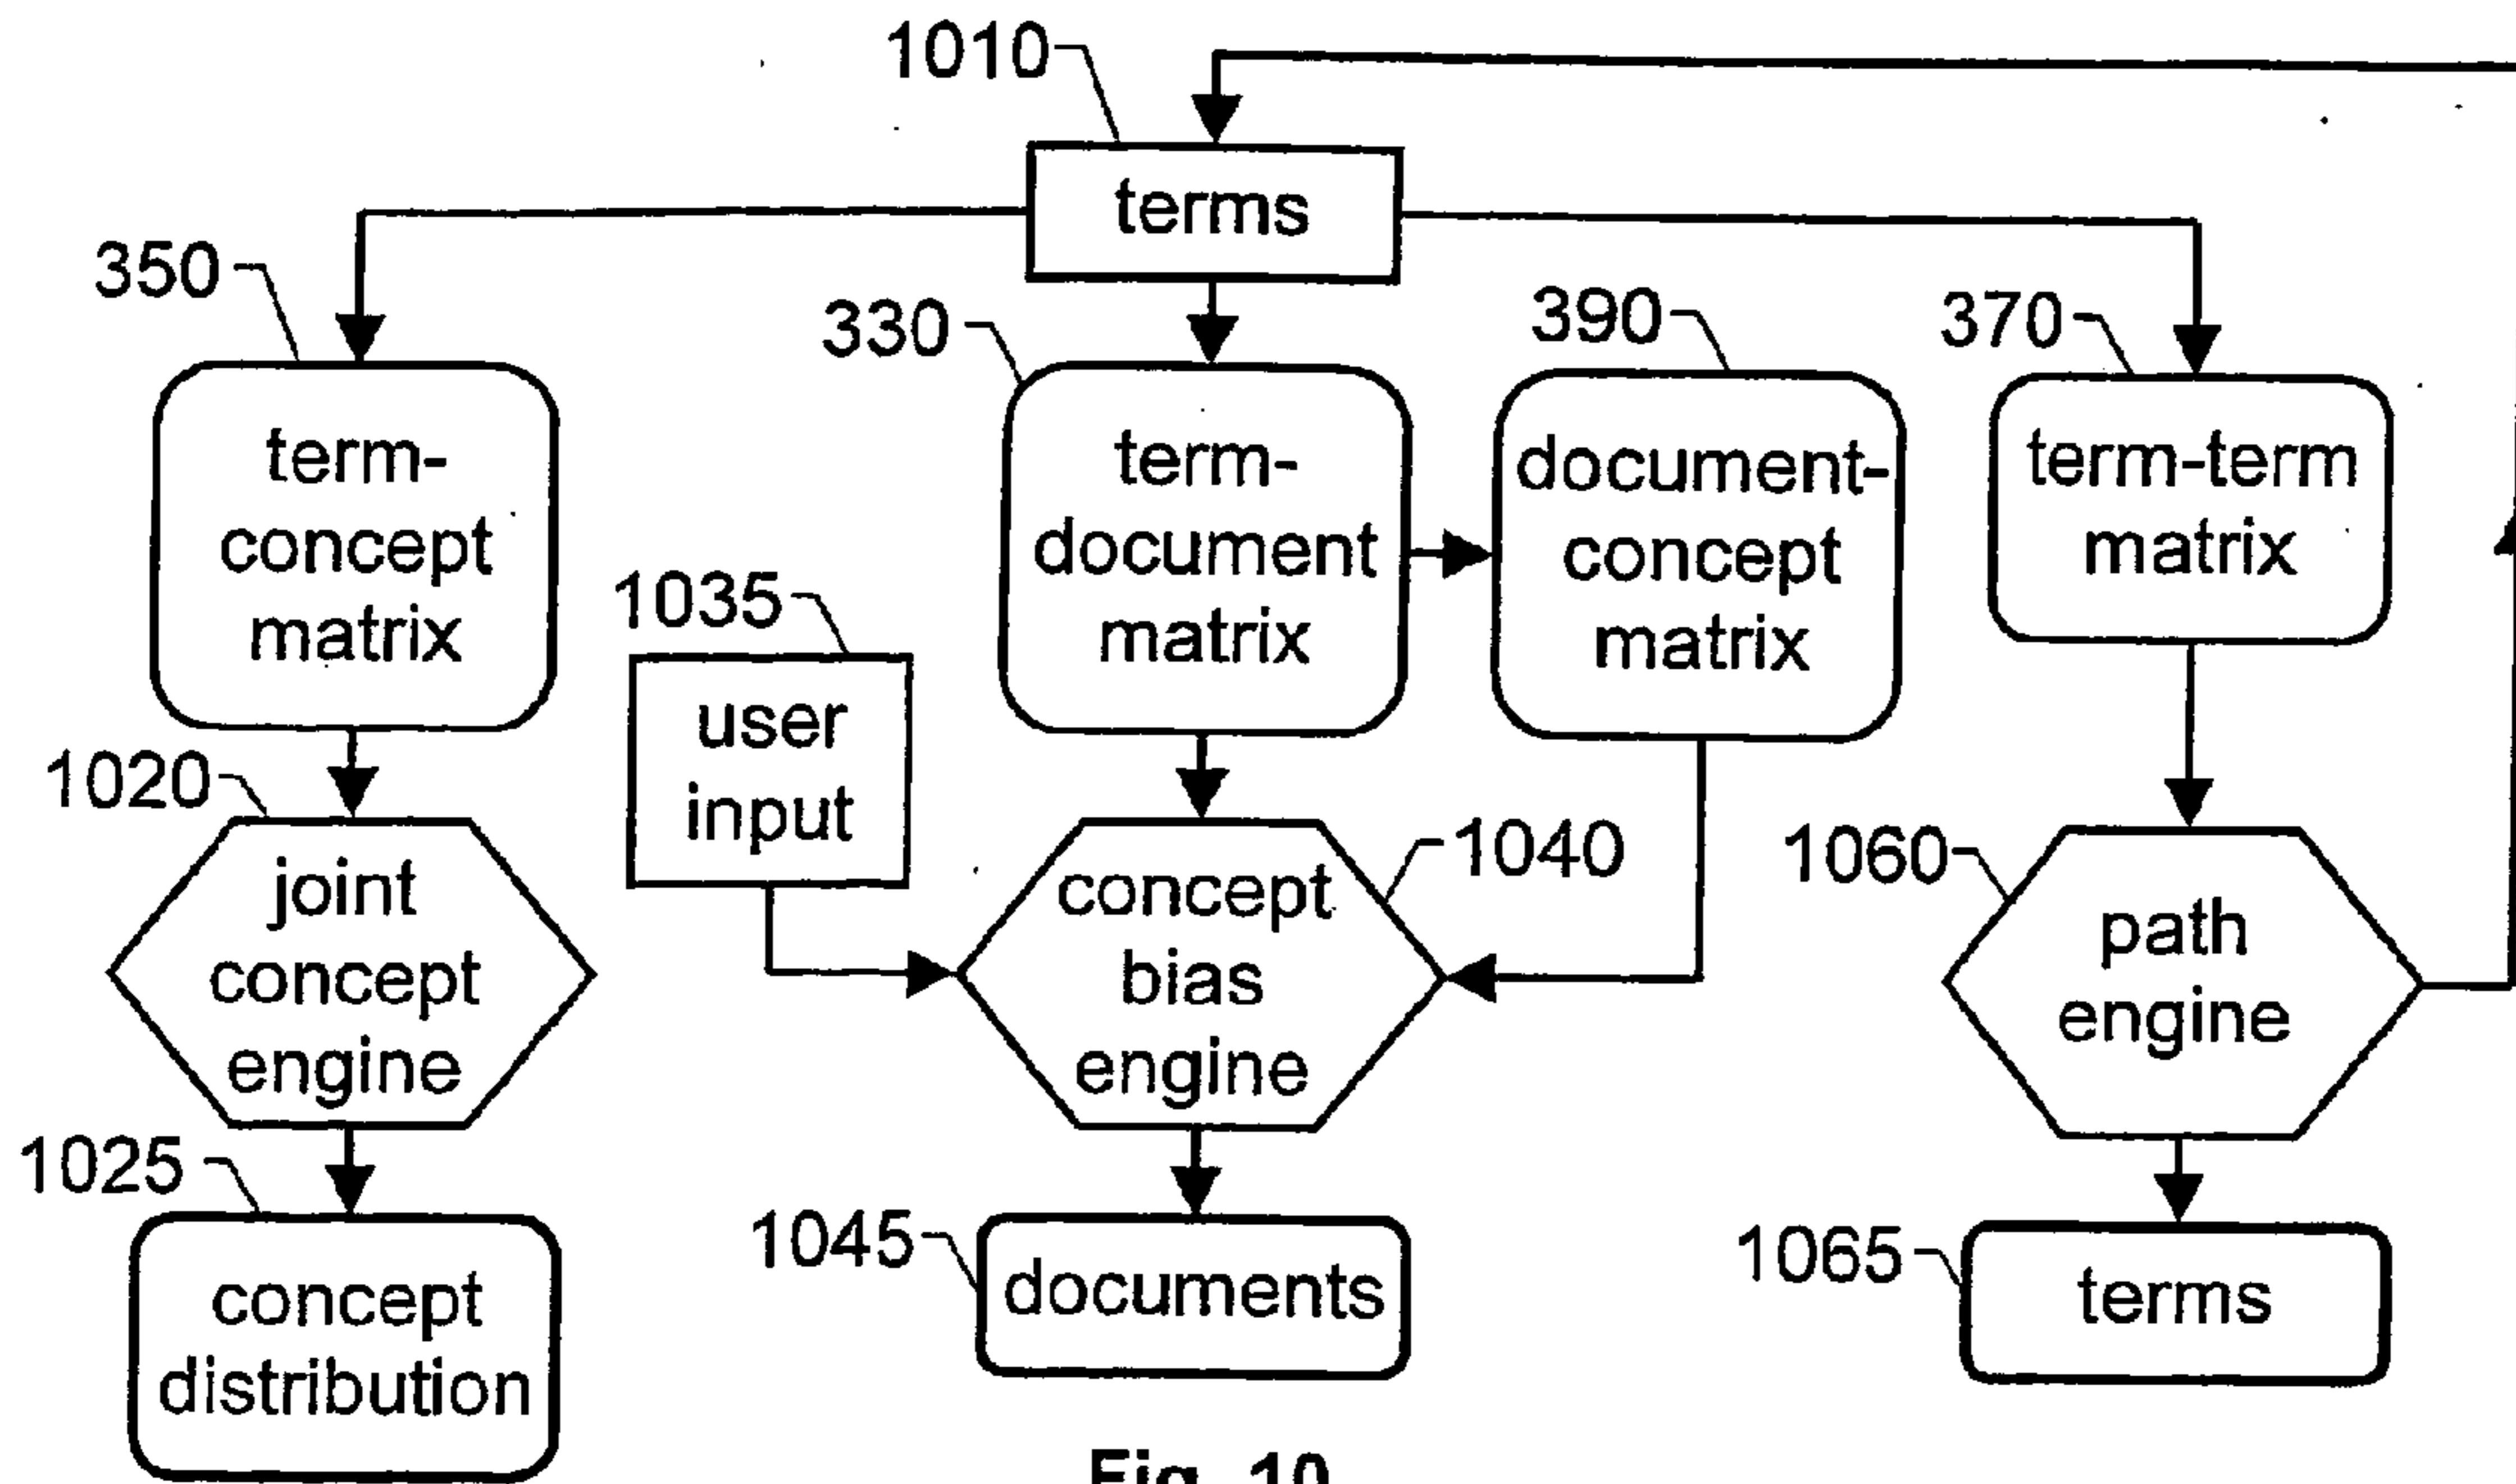 1010
terms
350
330
390
370
term-
concept
matrix
term-
document
matrix
document-
concept
matrix
term-term
matrix
1035
user
input
1020
joint
concept
engine
1040
concept
bias
engine
1060
path
engine
1025
concept
distribution
1045
documents
1065
terms
Fig. 10